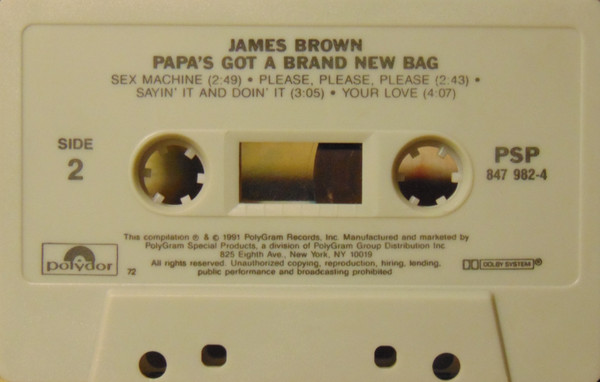 JAMES BROWN
PAPA'S GOT A BRAND NEW BAG
SEX MACHINE (2:49) • PLEASE, PLEASE, PLEASE (2:43) •
SAYIN' IT AND DOIN' IT (3:05) • YOUR LOVE (4:07)
SIDE
2
PSP
847 982-4
This compilation ℗ & © 1991 PolyGram Records, Inc. Manufactured and marketed by
PolyGram Special Products, a division of PolyGram Group Distribution Inc
825 Eighth Ave., New York, NY 10019
All rights reserved. Unauthorized copying, reproduction, hiring, lending,
public performance and broadcasting prohibited
polydor
72
DOLBY SYSTEM ®